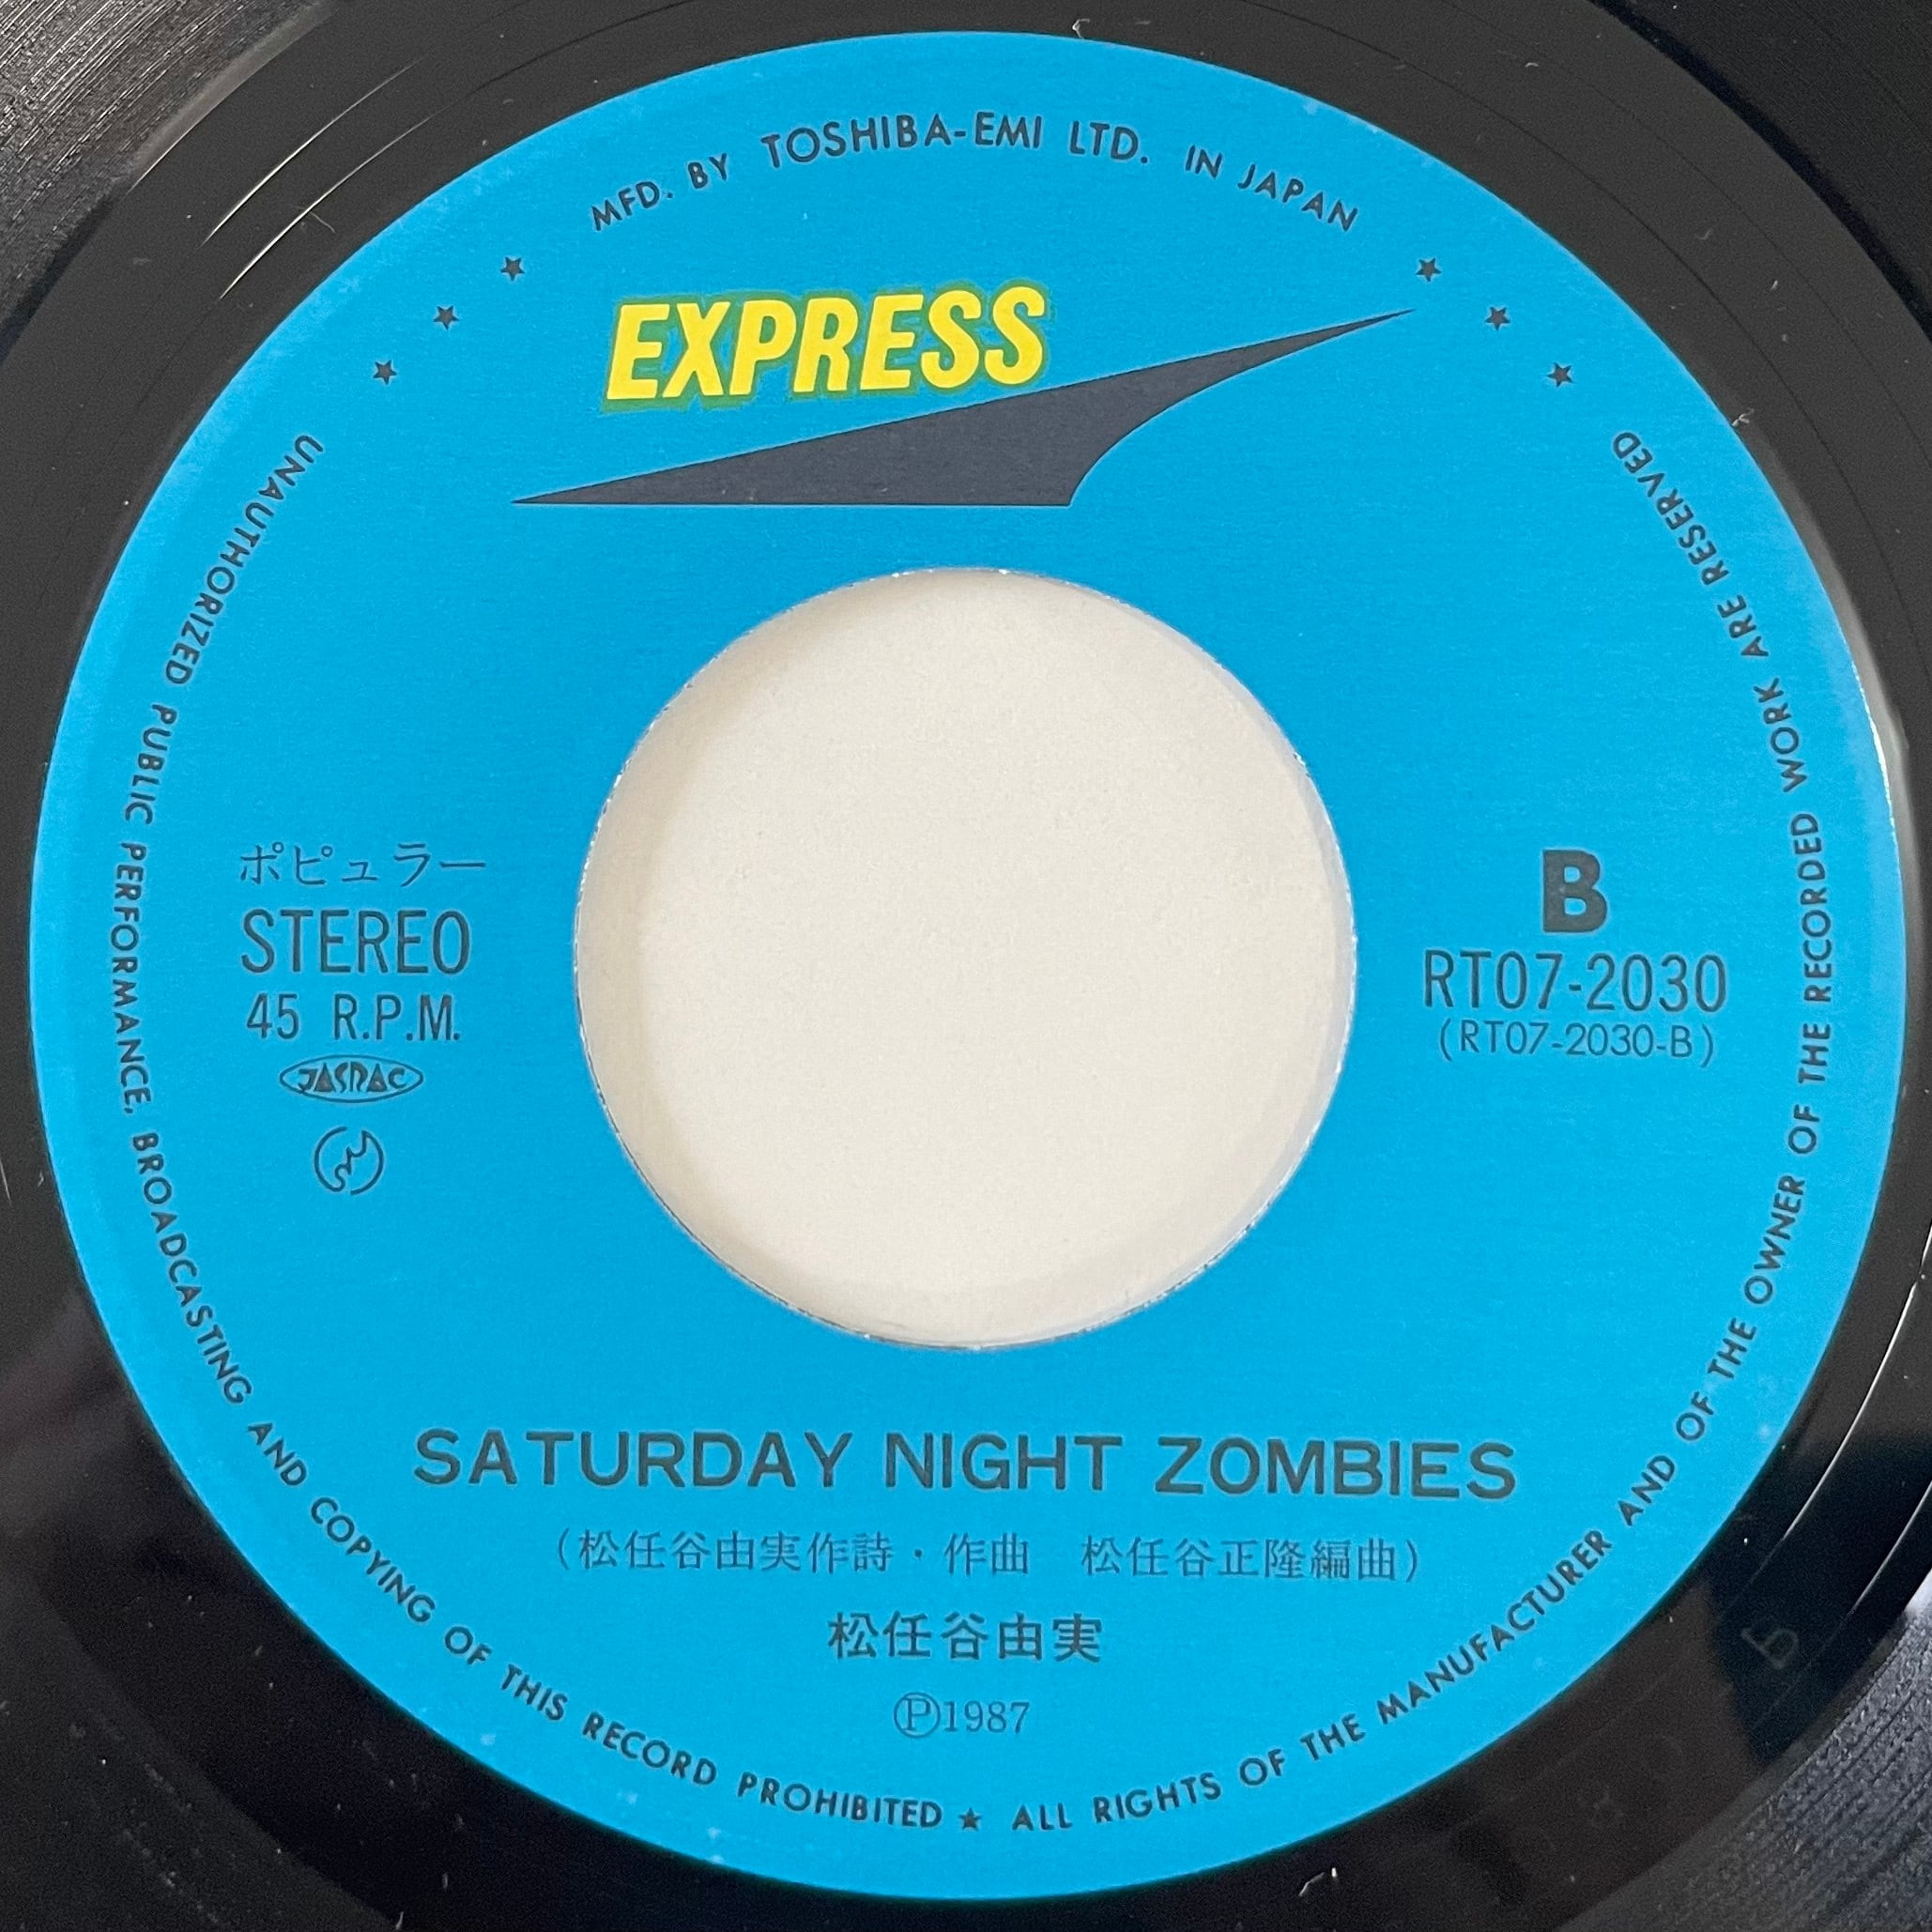 MFD. BY TOSHIBA-EMI LTD. IN JAPAN
EXPRESS
ポピュラー
STEREO
45 R.P.M.
JASRAC
B
RT07-2030
(RT07-2030-B)
SATURDAY NIGHT ZOMBIES
(松任谷由実作詩・作曲　松任谷正隆編曲)
松任谷由実
Ⓟ1987
UNAUTHORIZED PUBLIC PERFORMANCE, BROADCASTING AND COPYING OF THIS RECORD PROHIBITED ★ ALL RIGHTS OF THE MANUFACTURER AND OF THE OWNER OF THE RECORDED WORK ARE RESERVED